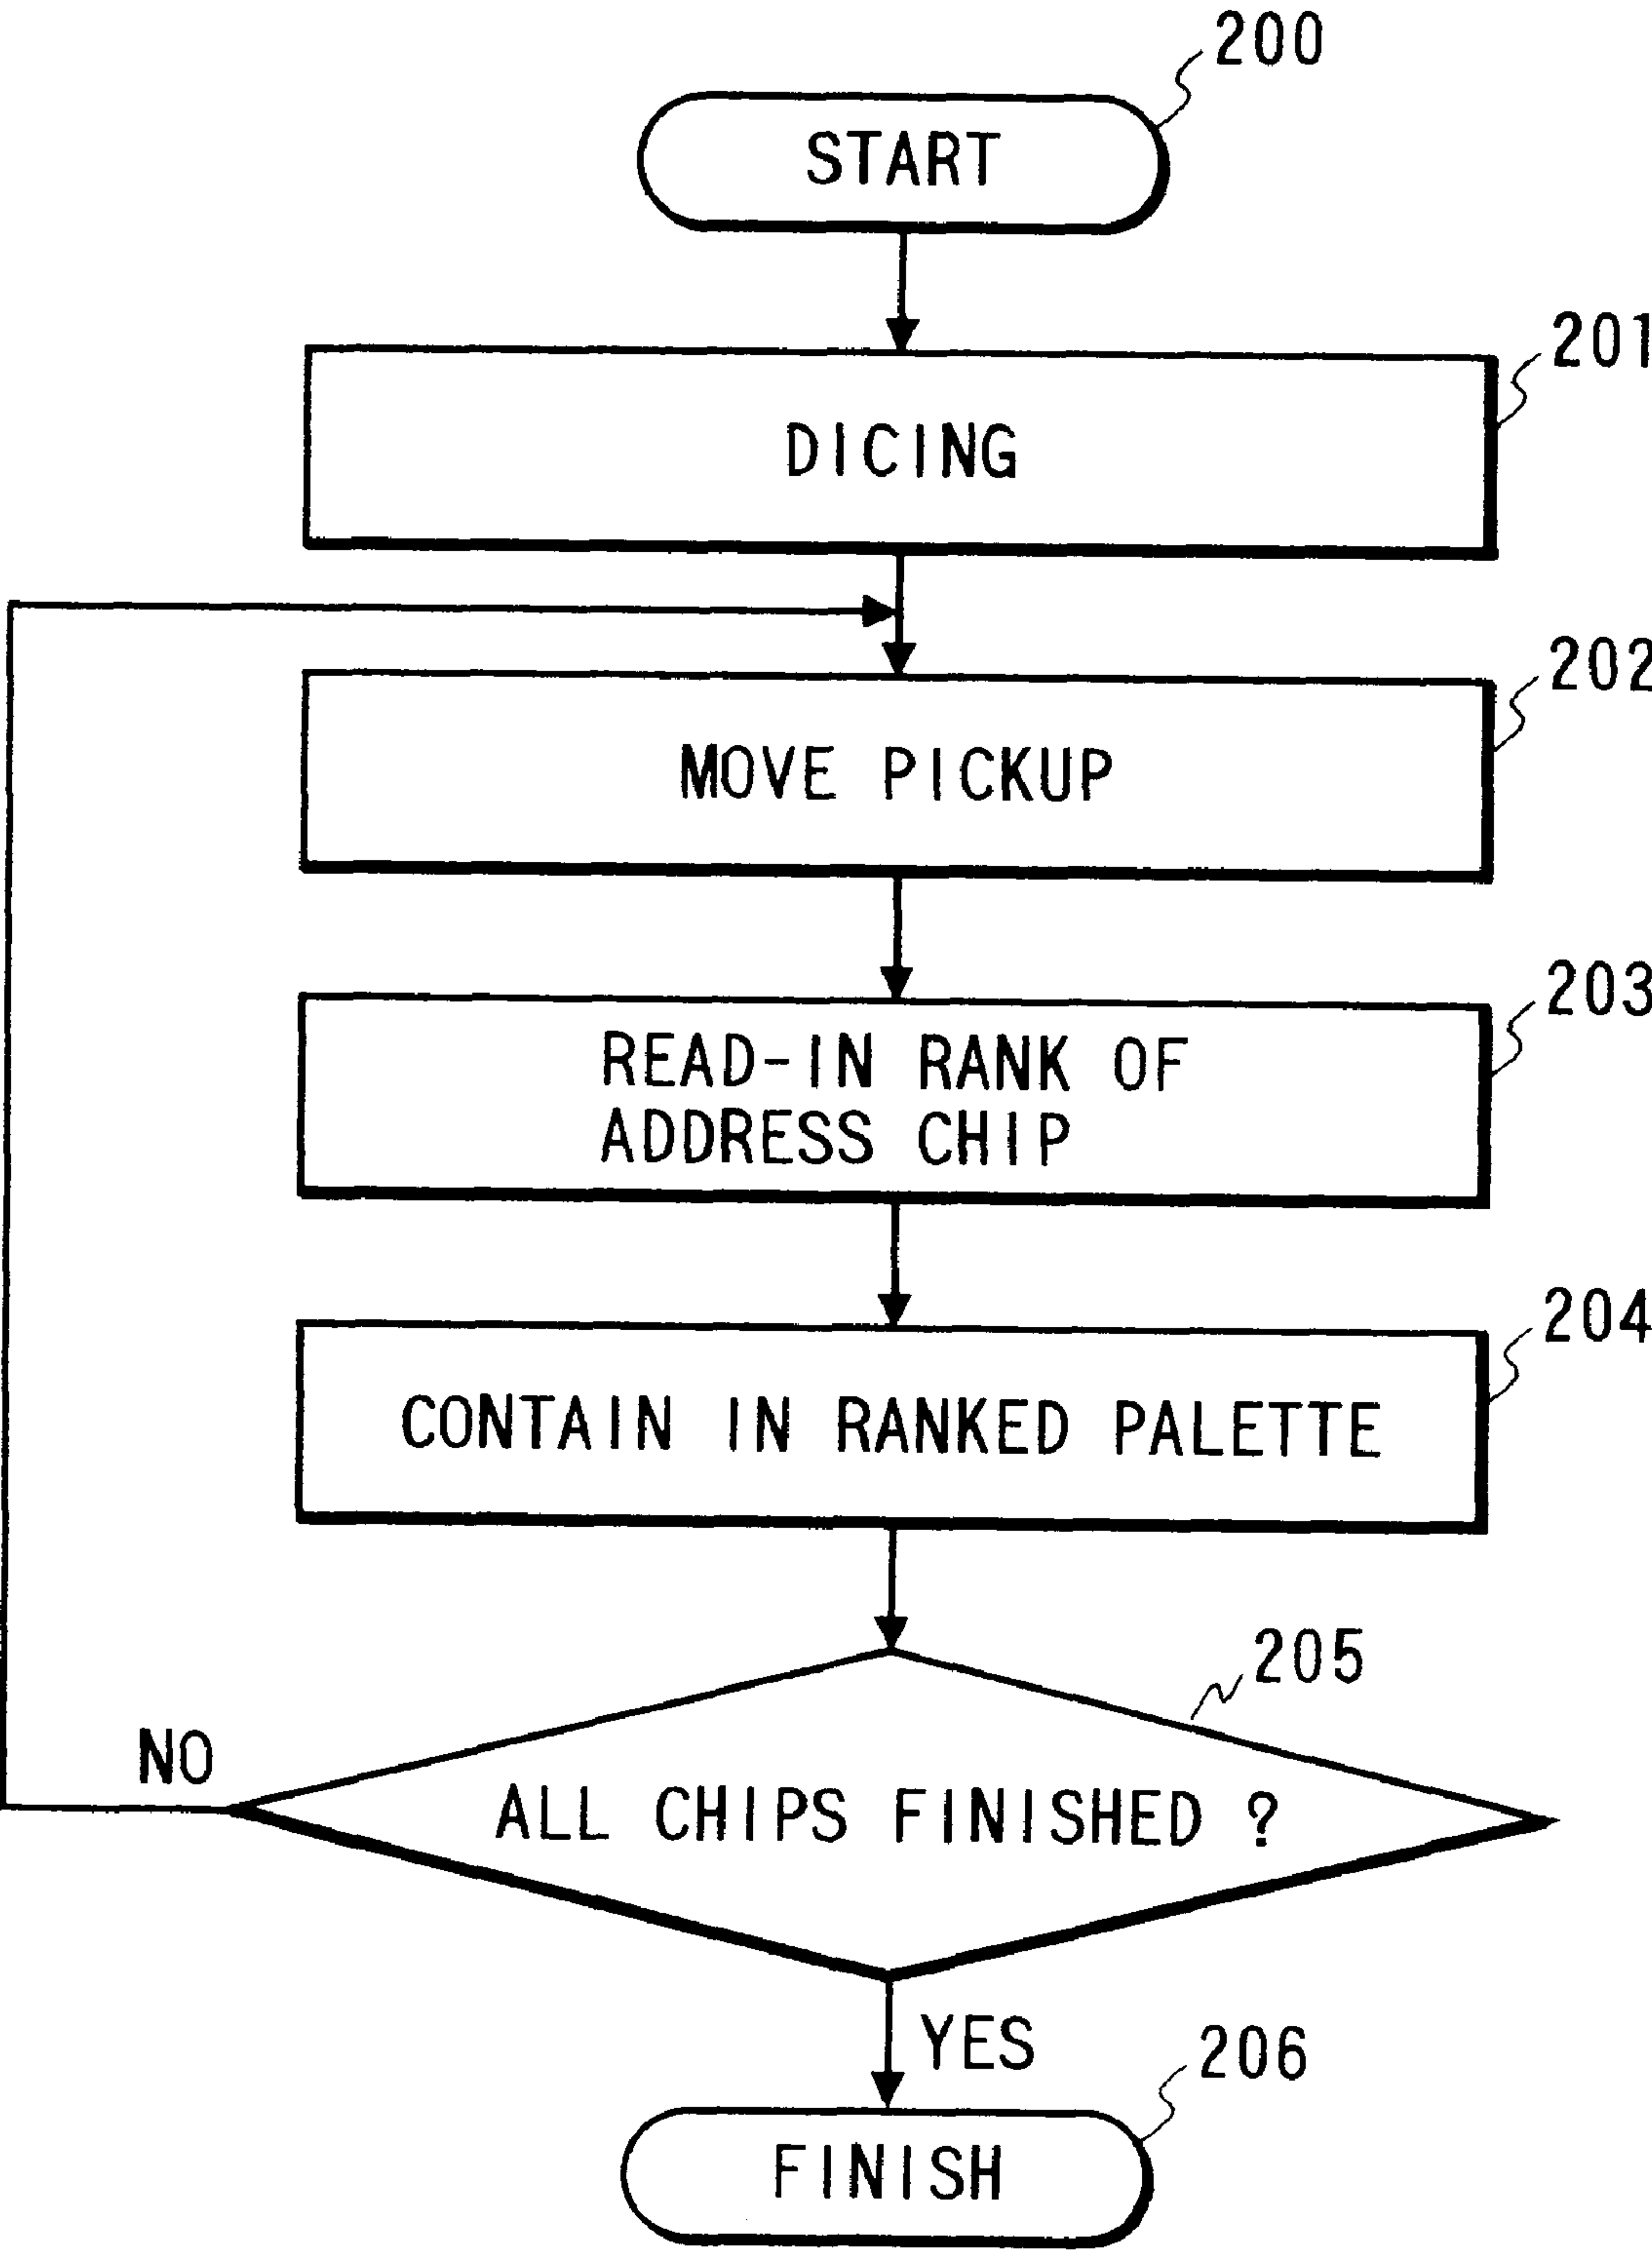 200
START
201
DICING
202
MOVE PICKUP
203
READ-IN RANK OF
ADDRESS CHIP
204
CONTAIN IN RANKED PALETTE
205
NO
ALL CHIPS FINISHED ?
YES
206
FINISH